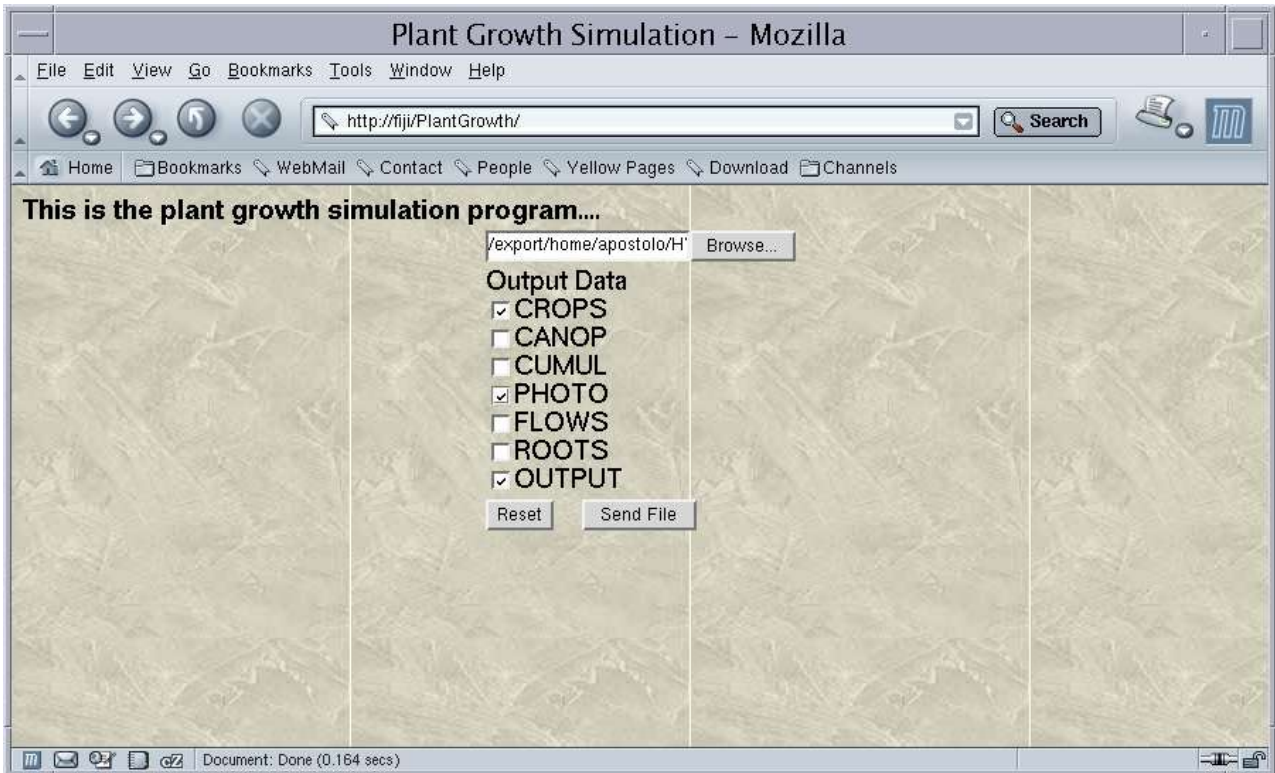 Plant Growth Simulation – Mozilla
File Edit View Go Bookmarks Tools Window Help
http://fiji/PlantGrowth/ Search
Home Bookmarks WebMail Contact People Yellow Pages Download Channels
This is the plant growth simulation program....
/export/home/apostolo/H Browse...
Output Data
CROPS
CANOP
CUMUL
PHOTO
FLOWS
ROOTS
OUTPUT
Reset Send File
Document: Done (0.164 secs)